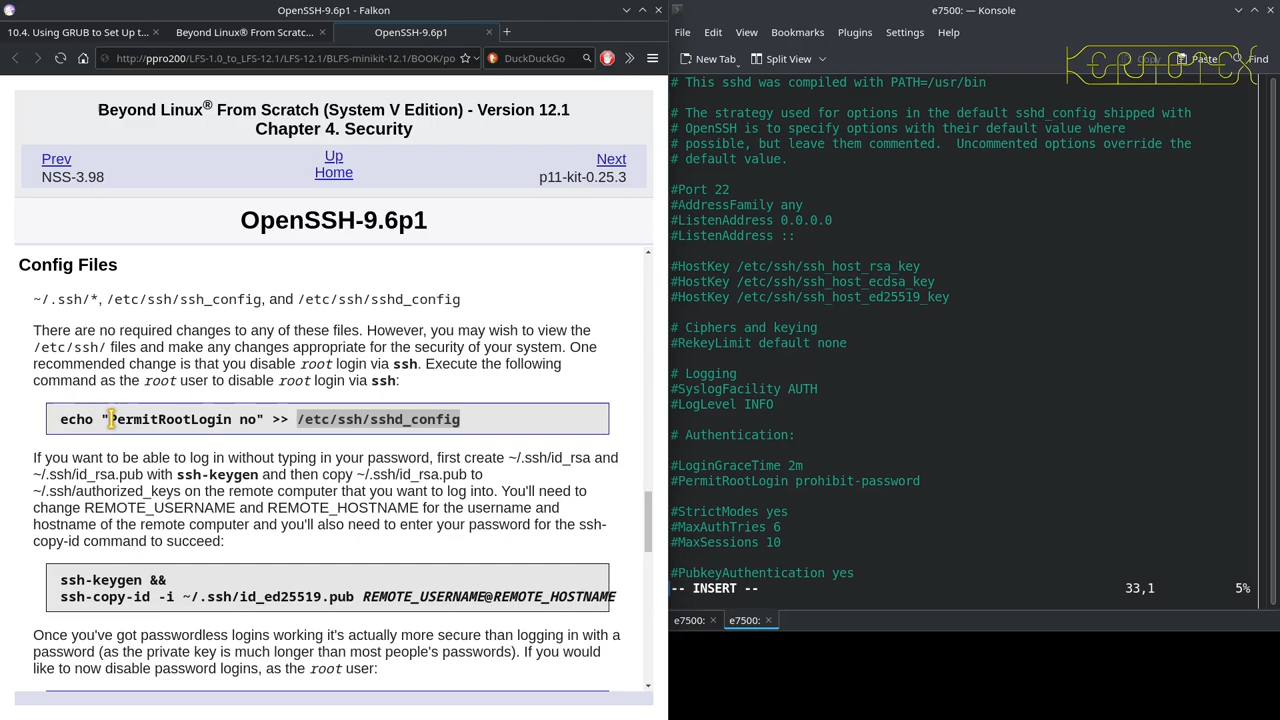 OpenSSH-9.6p1 - Falkon
10.4. Using GRUB to Set Up t...
Beyond Linux® From Scratc...
OpenSSH-9.6p1
http://ppro200/LFS-1.0_to_LFS-12.1/LFS-12.1/BLFS-minikit-12.1/BOOK/po
DuckDuckGo
Beyond Linux® From Scratch (System V Edition) - Version 12.1
Chapter 4. Security
Prev
Up
Next
NSS-3.98
Home
p11-kit-0.25.3
OpenSSH-9.6p1
Config Files
~/.ssh/*, /etc/ssh/ssh_config, and /etc/ssh/sshd_config
There are no required changes to any of these files. However, you may wish to view the
/etc/ssh/ files and make any changes appropriate for the security of your system. One
recommended change is that you disable root login via ssh. Execute the following
command as the root user to disable root login via ssh:
echo "PermitRootLogin no" >> /etc/ssh/sshd_config
If you want to be able to log in without typing in your password, first create ~/.ssh/id_rsa and
~/.ssh/id_rsa.pub with ssh-keygen and then copy ~/.ssh/id_rsa.pub to
~/.ssh/authorized_keys on the remote computer that you want to log into. You'll need to
change REMOTE_USERNAME and REMOTE_HOSTNAME for the username and
hostname of the remote computer and you'll also need to enter your password for the ssh-
copy-id command to succeed:
ssh-keygen &&
ssh-copy-id -i ~/.ssh/id_ed25519.pub REMOTE_USERNAME@REMOTE_HOSTNAME
Once you've got passwordless logins working it's actually more secure than logging in with a
password (as the private key is much longer than most people's passwords). If you would
like to now disable password logins, as the root user:
e7500: — Konsole
File Edit View Bookmarks Plugins Settings Help
New Tab Split View Copy Paste Find
# This sshd was compiled with PATH=/usr/bin
# The strategy used for options in the default sshd_config shipped with
# OpenSSH is to specify options with their default value where
# possible, but leave them commented.  Uncommented options override the
# default value.
#Port 22
#AddressFamily any
#ListenAddress 0.0.0.0
#ListenAddress ::
#HostKey /etc/ssh/ssh_host_rsa_key
#HostKey /etc/ssh/ssh_host_ecdsa_key
#HostKey /etc/ssh/ssh_host_ed25519_key
# Ciphers and keying
#RekeyLimit default none
# Logging
#SyslogFacility AUTH
#LogLevel INFO
# Authentication:
#LoginGraceTime 2m
#PermitRootLogin prohibit-password
#StrictModes yes
#MaxAuthTries 6
#MaxSessions 10
#PubkeyAuthentication yes
-- INSERT -- 33,1 5%
e7500: e7500: